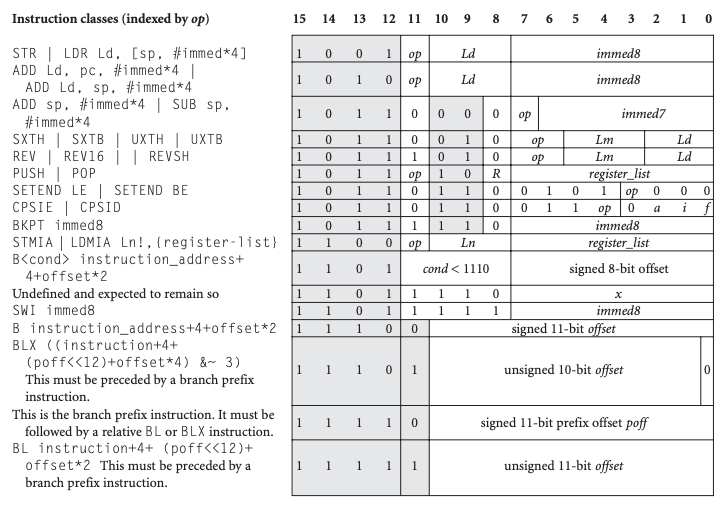 Instruction classes (indexed by op) 15 14 13 12 11 10 9 8 7 6 5 4 3 2 1 0
STR | LDR Ld, [sp, #immed*4] 1 0 0 1 op Ld immed8
ADD Ld, pc, #immed*4 |
ADD Ld, sp, #immed*4 1 0 1 0 op Ld immed8
ADD sp, #immed*4 | SUB sp,
#immed*4 1 0 1 1 0 0 0 0 op immed7
SXTH | SXTB | UXTH | UXTB 1 0 1 1 0 0 1 0 op Lm Ld
REV | REV16 | | REVSH 1 0 1 1 1 0 1 0 op Lm Ld
PUSH | POP 1 0 1 1 op 1 0 R register_list
SETEND LE | SETEND BE 1 0 1 1 0 1 1 0 0 1 0 1 op 0 0 0
CPSIE | CPSID 1 0 1 1 0 1 1 0 0 1 1 op 0 a i f
BKPT immed8 1 0 1 1 1 1 1 0 immed8
STMIA | LDMIA Ln!,{register-list} 1 1 0 0 op Ln register_list
B<cond> instruction_address+
4+offset*2 1 1 0 1 cond < 1110 signed 8-bit offset
Undefined and expected to remain so 1 1 0 1 1 1 1 0 x
SWI immed8 1 1 0 1 1 1 1 1 immed8
B instruction_address+4+offset*2 1 1 1 0 0 signed 11-bit offset
BLX ((instruction+4+
(poff<<12)+offset*4) &~ 3)
This must be preceded by a branch prefix
instruction. 1 1 1 0 1 unsigned 10-bit offset 0
This is the branch prefix instruction. It must be
followed by a relative BL or BLX instruction. 1 1 1 1 0 signed 11-bit prefix offset poff
BL instruction+4+ (poff<<12)+
offset*2 This must be preceded by a
branch prefix instruction. 1 1 1 1 1 unsigned 11-bit offset